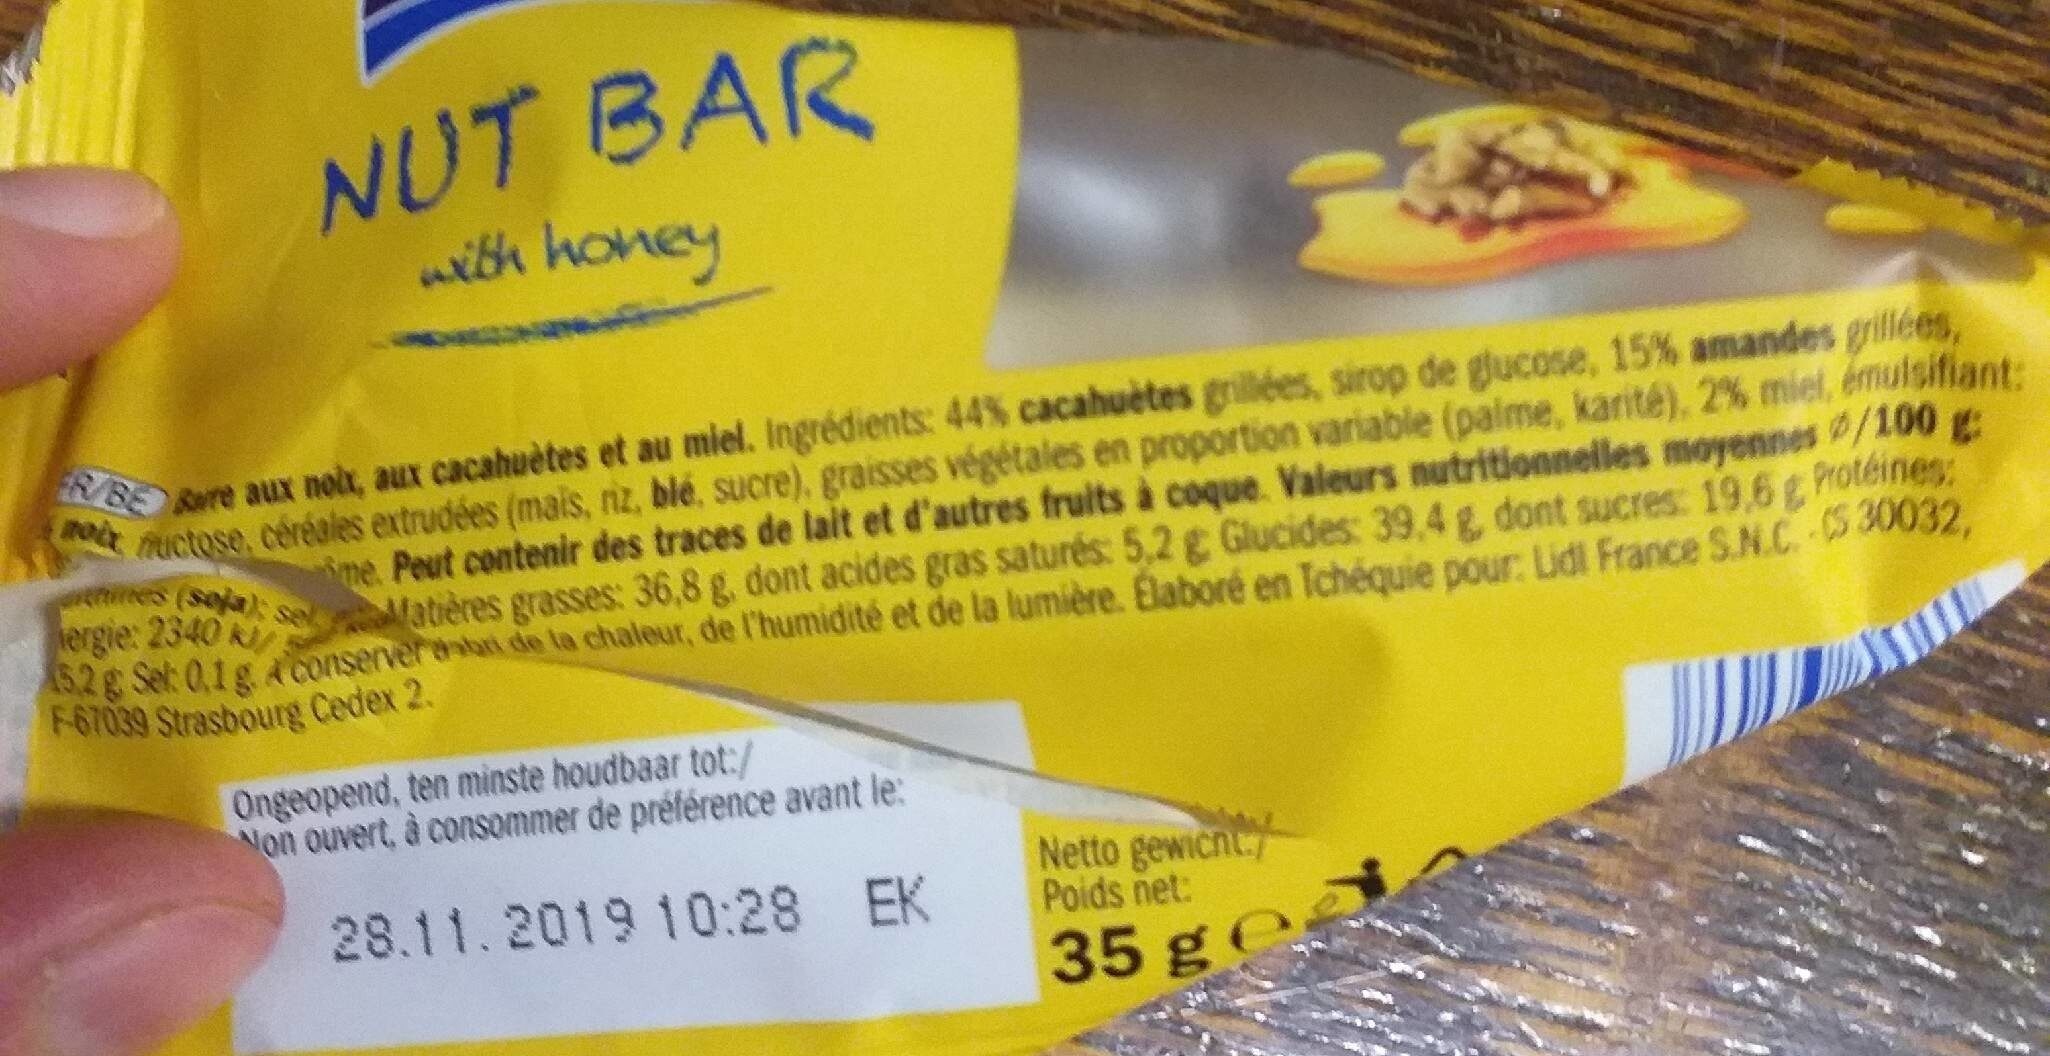 NUT BAR
with honey
FR/BE Barre aux noix, aux cacahuètes et au miel. Ingrédients: 44% cacahuètes grillées, sirop de glucose, 15% amandes grillées,
noix, fructose, céréales extrudées (maïs, riz, blé, sucre), graisses végétales en proportion variable (palme, karité), 2% miel, émulsifiant:
(soja); sel, Peut contenir des traces de lait et d'autres fruits à coque. Valeurs nutritionnelles moyennes ø/100 g:
ergie: 2340 kJ/ Matières grasses: 36,8 g, dont acides gras saturés: 5,2 g Glucides: 39,4 g, dont sucres: 19,6 g Protéines:
15,2 g Sel: 0,1 g. A conserver à l'abri de la chaleur, de l'humidité et de la lumière. Élaboré en Tchéquie pour: Lidl France S.N.C. - CS 30032,
F-67039 Strasbourg Cedex 2.
Ongeopend, ten minste houdbaar tot:/
Non ouvert, à consommer de préférence avant le:
28.11.2019 10:28 EK
Netto gewicht:/
Poids net:
35 g e